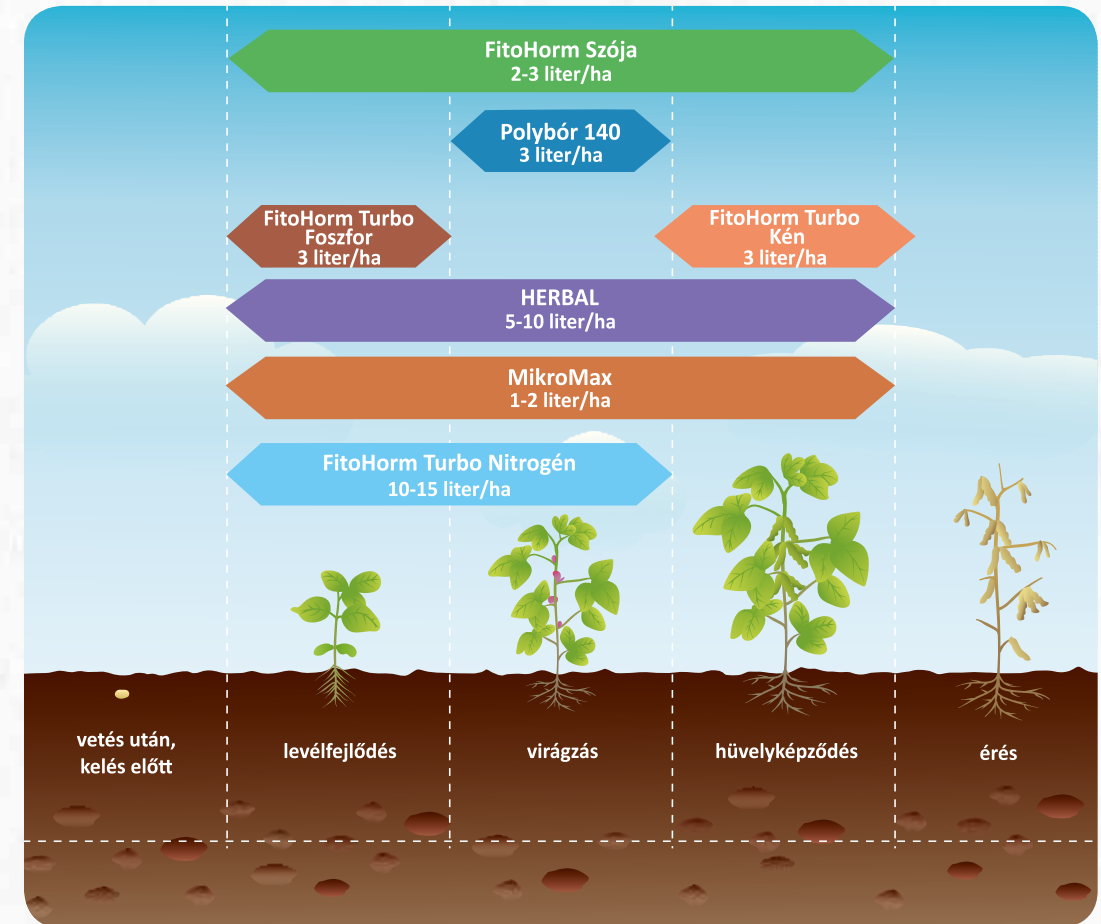 FitoHorm Szója
2-3 liter/ha
Polybór 140
3 liter/ha
FitoHorm Turbo
Foszfor
3 liter/ha
FitoHorm Turbo
Kén
3 liter/ha
HERBAL
5-10 liter/ha
MikroMax
1-2 liter/ha
FitoHorm Turbo Nitrogén
10-15 liter/ha
vetés után,
kelés előtt
levélfejlődés
virágzás
hüvelyképződés
érés